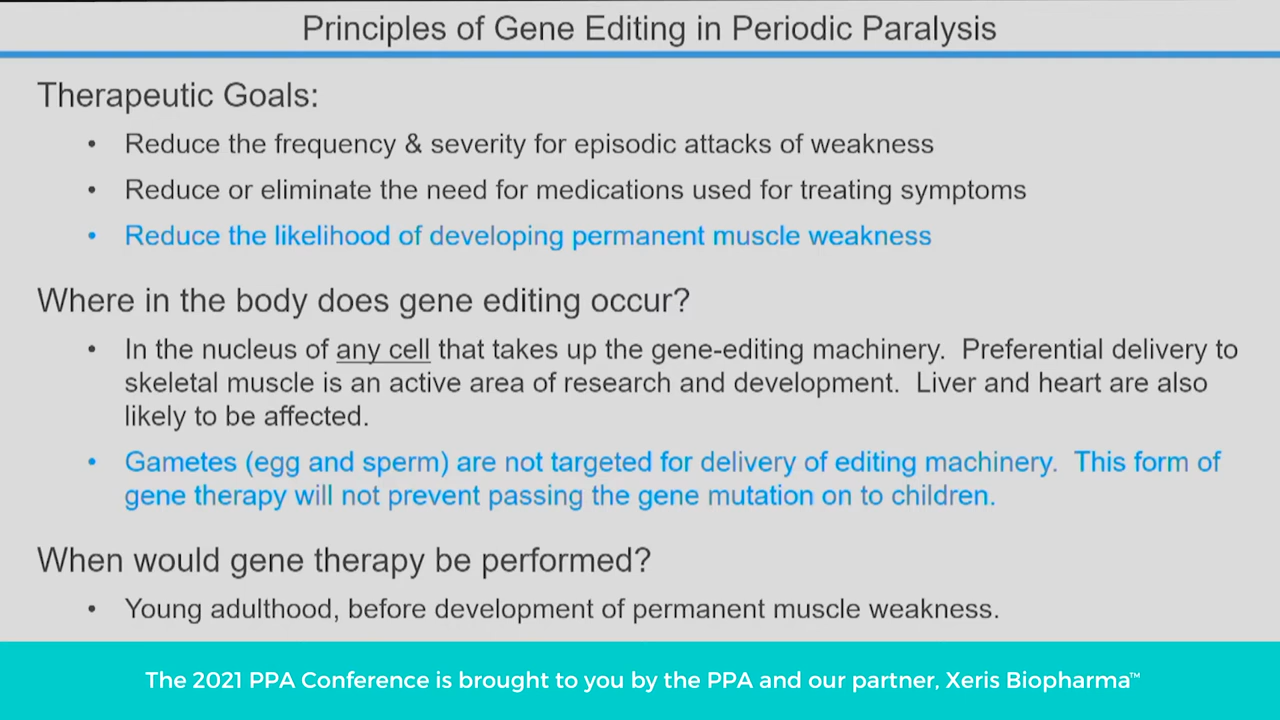 Principles of Gene Editing in Periodic Paralysis
Therapeutic Goals:
• Reduce the frequency & severity for episodic attacks of weakness
• Reduce or eliminate the need for medications used for treating symptoms
• Reduce the likelihood of developing permanent muscle weakness
Where in the body does gene editing occur?
• In the nucleus of any cell that takes up the gene-editing machinery.  Preferential delivery to
skeletal muscle is an active area of research and development.  Liver and heart are also
likely to be affected.
• Gametes (egg and sperm) are not targeted for delivery of editing machinery.  This form of
gene therapy will not prevent passing the gene mutation on to children.
When would gene therapy be performed?
• Young adulthood, before development of permanent muscle weakness.
The 2021 PPA Conference is brought to you by the PPA and our partner, Xeris Biopharma™